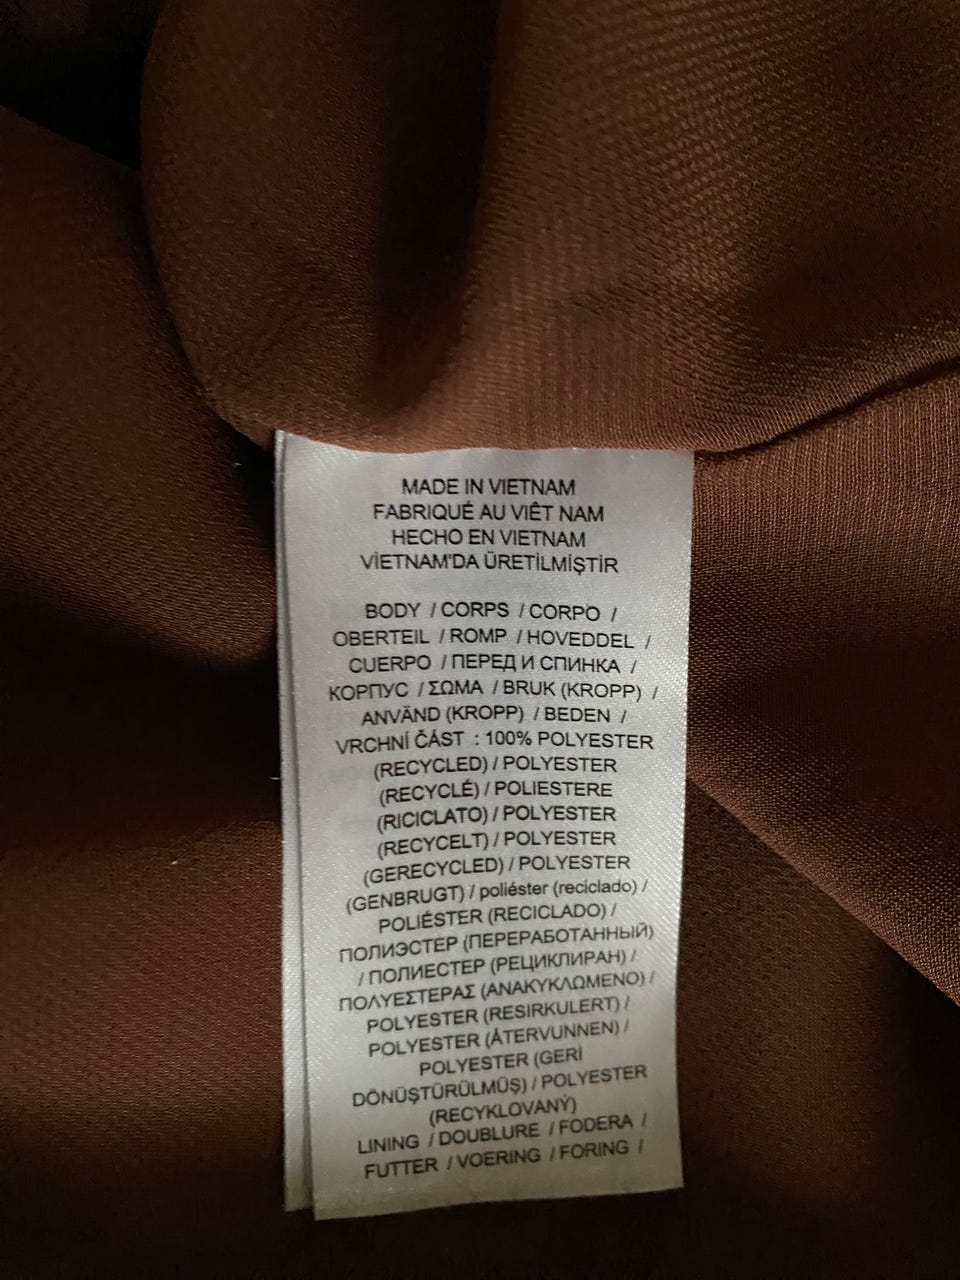 MADE IN VIETNAM
FABRIQUÉ AU VIÊT NAM
HECHO EN VIETNAM
VİETNAM'DA ÜRETİLMİŞTİR
BODY / CORPS / CORPO /
OBERTEIL / ROMP / HOVEDDEL /
CUERPO / ПЕРЕД И СПИНКА /
КОРПУС / ΣΩΜΑ / BRUK (KROPP) /
ANVÄND (KROPP) / BEDEN /
VRCHNÍ ČÁST : 100% POLYESTER
(RECYCLED) / POLYESTER
(RECYCLÉ) / POLIESTERE
(RICICLATO) / POLYESTER
(RECYCELT) / POLYESTER
(GERECYCLED) / POLYESTER
(GENBRUGT) / poliéster (reciclado) /
POLIÉSTER (RECICLADO) /
ПОЛИЭСТЕР (ПЕРЕРАБОТАННЫЙ)
/ ПОЛИЕСТЕР (РЕЦИКЛИРАН) /
ΠΟΛΥΕΣΤΕΡΑΣ (ΑΝΑΚΥΚΛΩΜΕΝΟ) /
POLYESTER (RESIRKULERT) /
POLYESTER (ÅTERVUNNEN) /
POLYESTER (GERİ
DÖNÜŞTÜRÜLMÜŞ) / POLYESTER
(RECYKLOVANÝ)
LINING / DOUBLURE / FODERA /
FUTTER / VOERING / FORING /